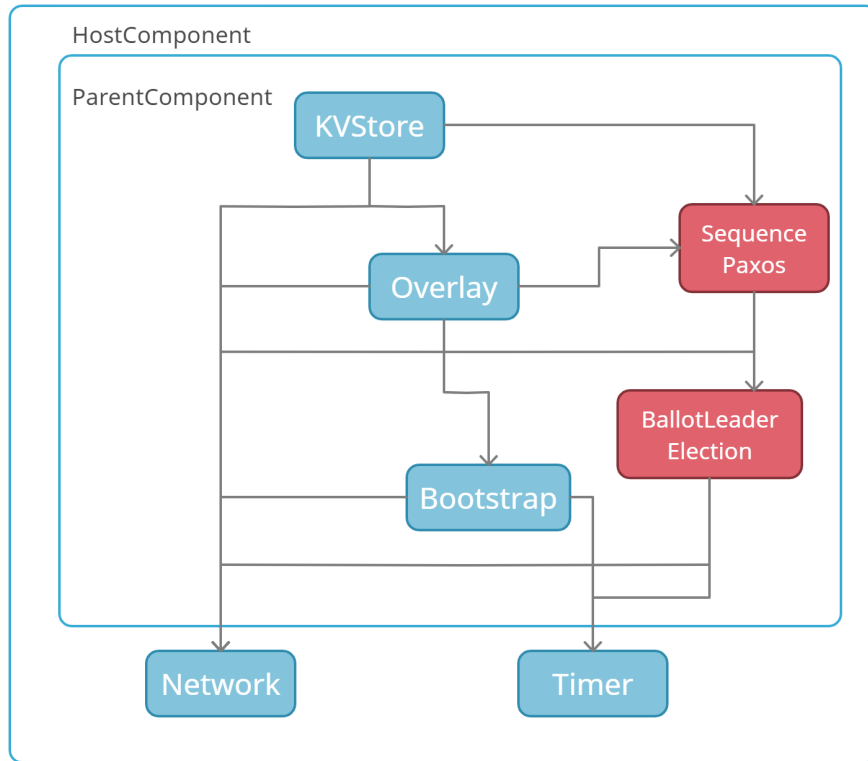 HostComponent
ParentComponent
KVStore
Sequence
Paxos
Overlay
BallotLeader
Election
Bootstrap
Network
Timer